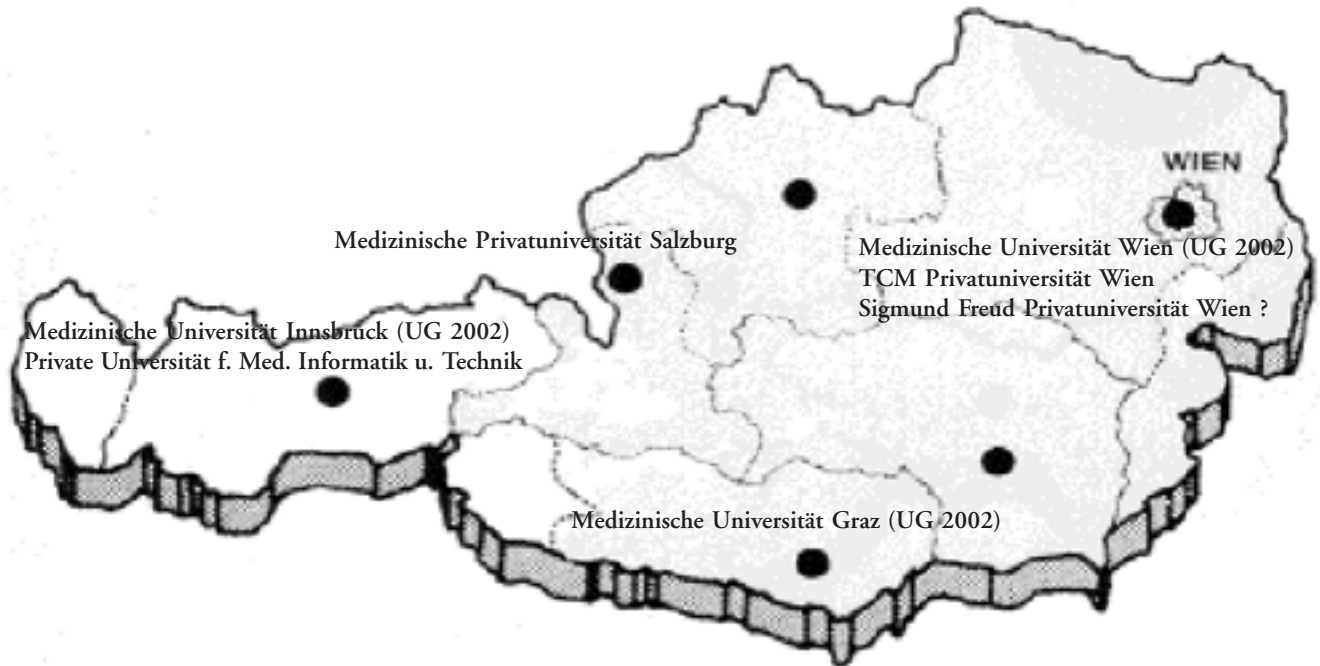 WIEN
Medizinische Privatuniversität Salzburg
Medizinische Universität Wien (UG 2002)
TCM Privatuniversität Wien
Sigmund Freud Privatuniversität Wien ?
Medizinische Universität Innsbruck (UG 2002)
Private Universität f. Med. Informatik u. Technik
Medizinische Universität Graz (UG 2002)